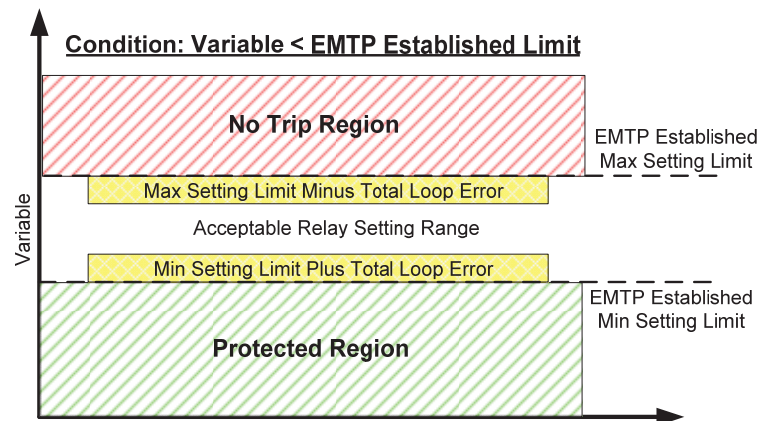 Condition: Variable < EMTP Established Limit
No Trip Region
EMTP Established
Max Setting Limit
Max Setting Limit Minus Total Loop Error
Variable
Acceptable Relay Setting Range
Min Setting Limit Plus Total Loop Error
EMTP Established
Min Setting Limit
Protected Region